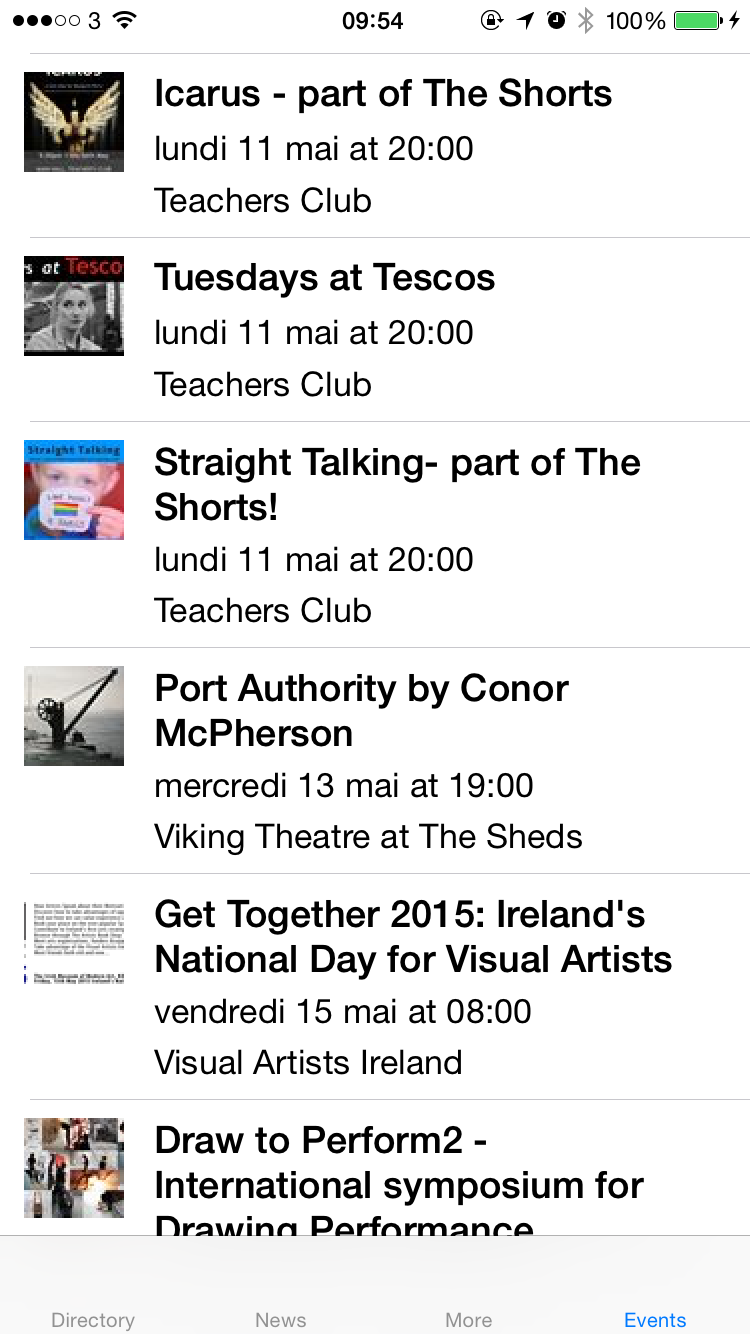 3 09:54 100%
Icarus - part of The Shorts
lundi 11 mai at 20:00
Teachers Club
s at Tesco
Tuesdays at Tescos
lundi 11 mai at 20:00
Teachers Club
Straight Talking
Straight Talking- part of The
Shorts!
lundi 11 mai at 20:00
Teachers Club
Port Authority by Conor
McPherson
mercredi 13 mai at 19:00
Viking Theatre at The Sheds
Get Together 2015: Ireland's
National Day for Visual Artists
vendredi 15 mai at 08:00
Visual Artists Ireland
Draw to Perform2 -
International symposium for
Drawing Performance
Directory News More Events